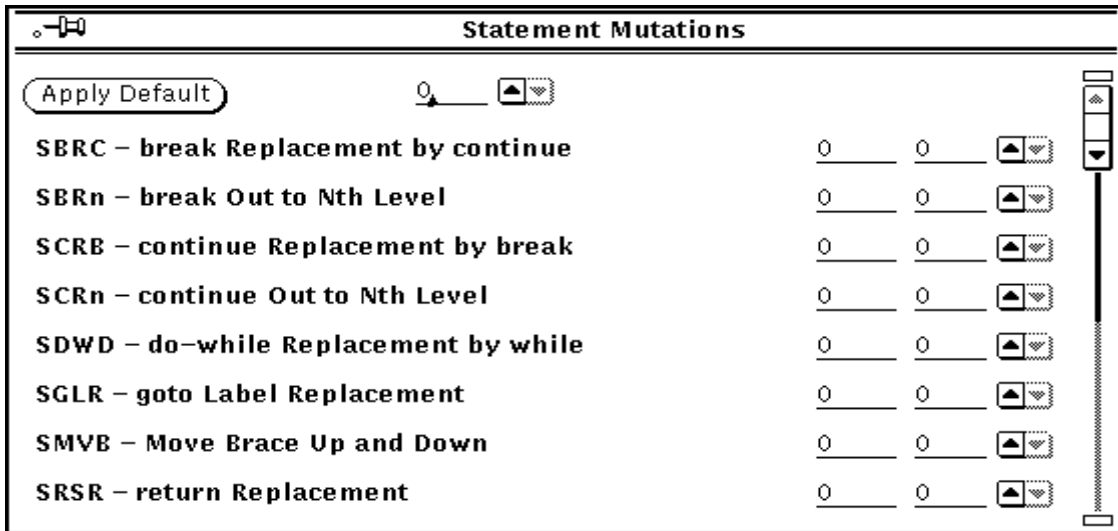 Statement Mutations
Apply Default 0
SBRC – break Replacement by continue 0 0
SBRn – break Out to Nth Level 0 0
SCRB – continue Replacement by break 0 0
SCRn – continue Out to Nth Level 0 0
SDWD – do–while Replacement by while 0 0
SGLR – goto Label Replacement 0 0
SMVB – Move Brace Up and Down 0 0
SRSR – return Replacement 0 0